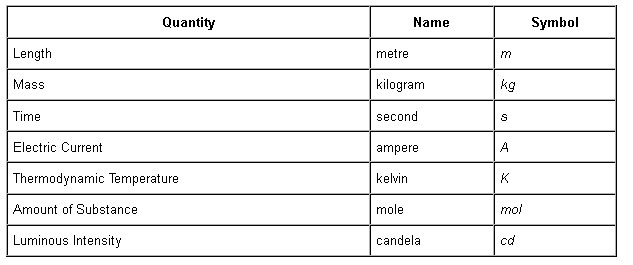 Quantity Name Symbol
Length metre m
Mass kilogram kg
Time second s
Electric Current ampere A
Thermodynamic Temperature kelvin K
Amount of Substance mole mol
Luminous Intensity candela cd